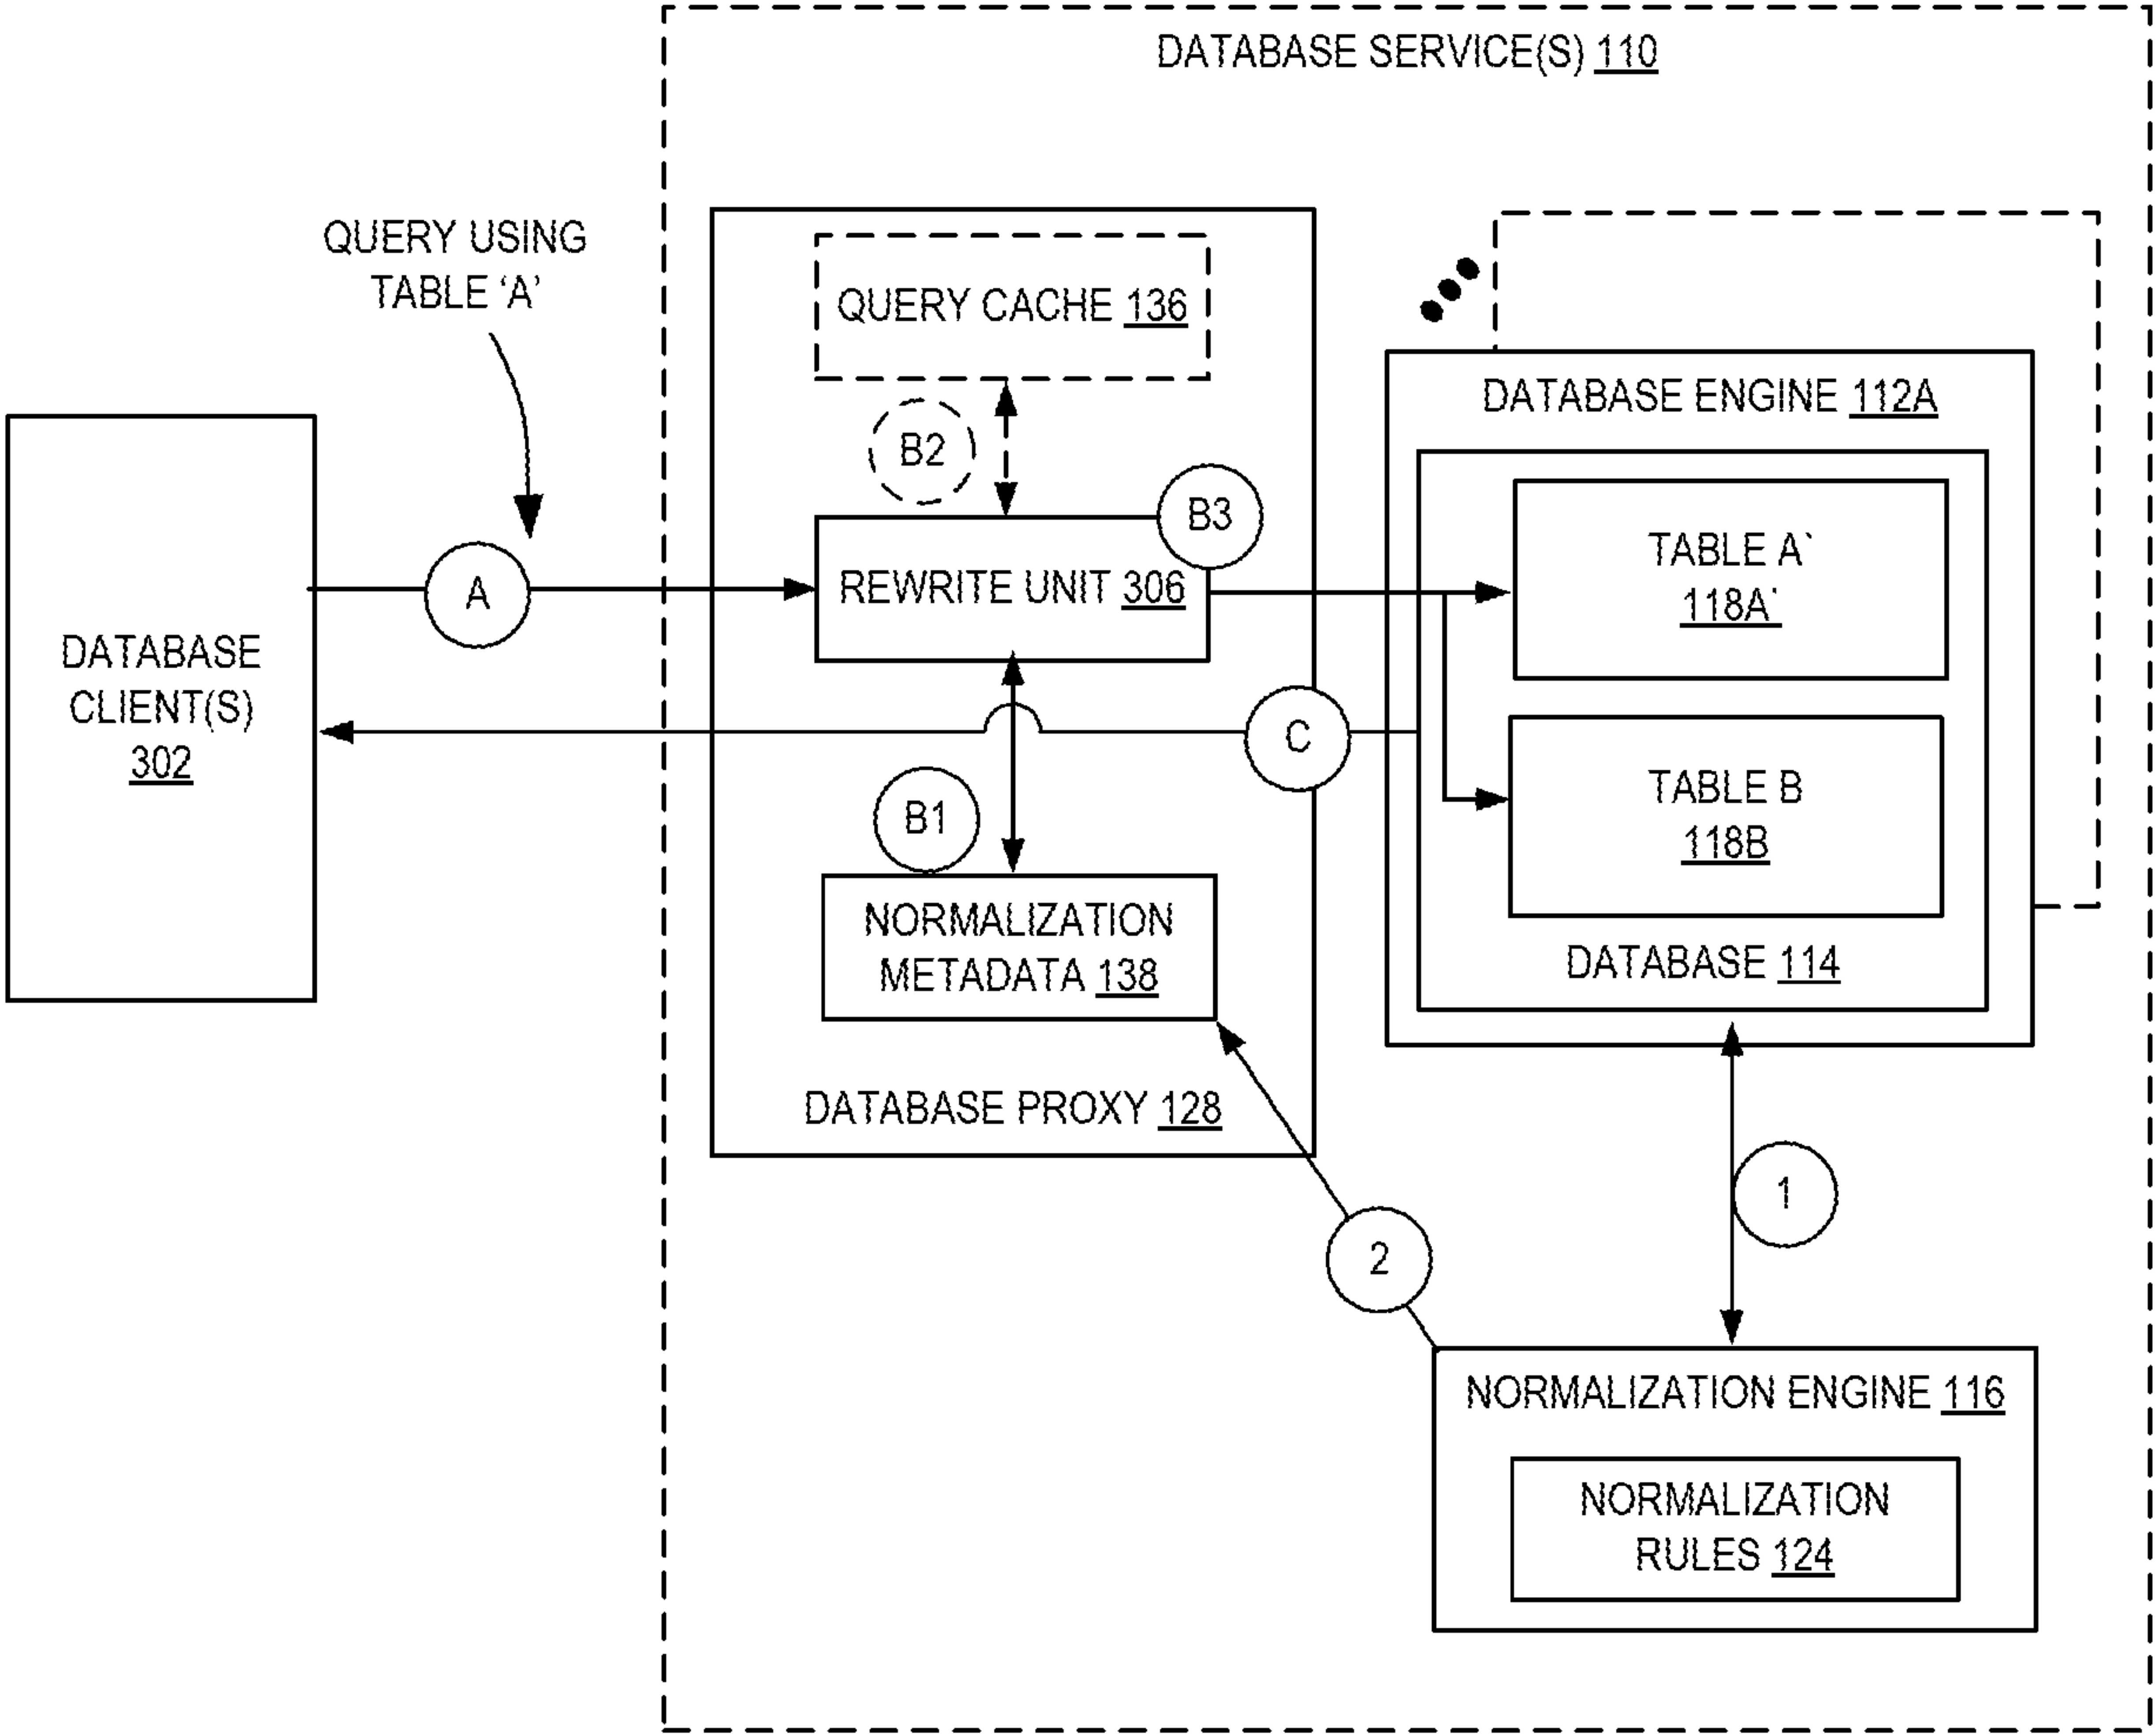 DATABASE SERVICE(S) 110
QUERY USING
TABLE ‘A’
QUERY CACHE 136
DATABASE ENGINE 112A
B2
B3
TABLE A`
118A`
A
REWRITE UNIT 306
DATABASE
CLIENT(S)
302
C
B1
TABLE B
118B
NORMALIZATION
METADATA 138
DATABASE 114
DATABASE PROXY 128
1
2
NORMALIZATION ENGINE 116
NORMALIZATION
RULES 124